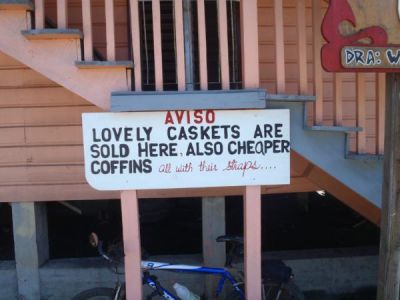 AVISO
LOVELY CASKETS ARE
SOLD HERE. ALSO CHEAPER
COFFINS all with their straps....
DRA: W